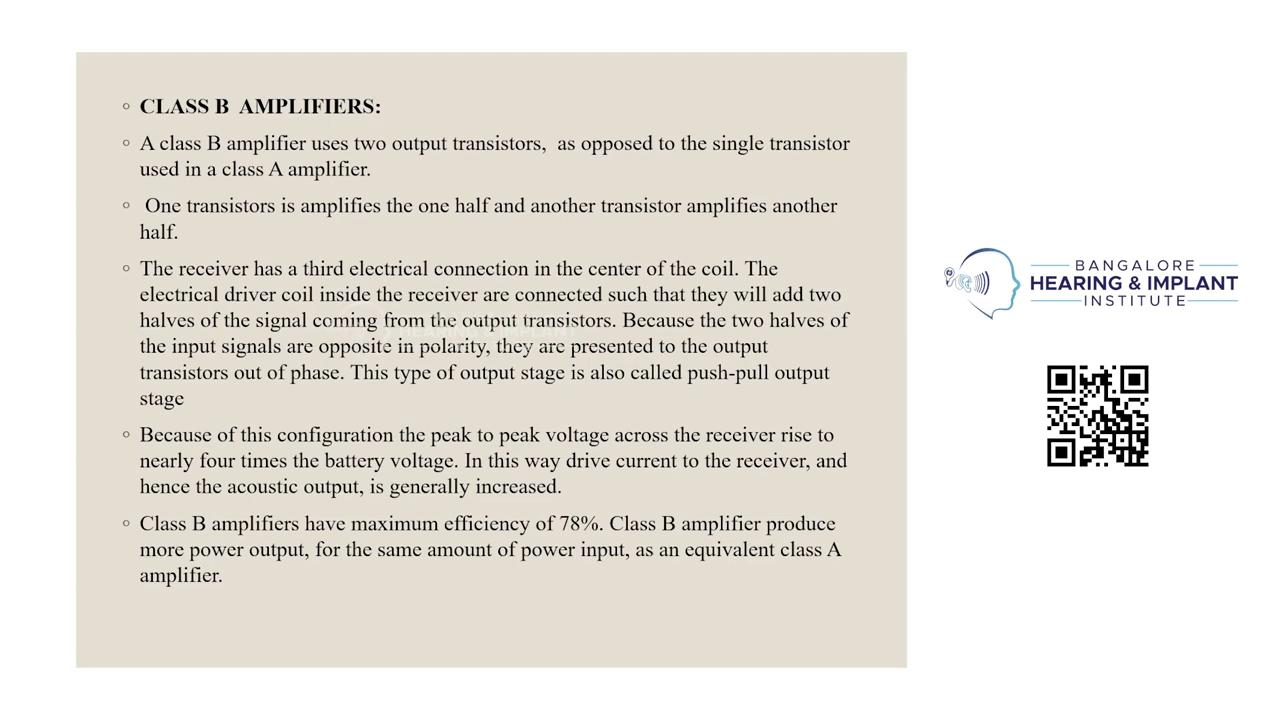 CLASS B  AMPLIFIERS:
A class B amplifier uses two output transistors,  as opposed to the single transistor
used in a class A amplifier.
One transistors is amplifies the one half and another transistor amplifies another
half.
The receiver has a third electrical connection in the center of the coil. The
electrical driver coil inside the receiver are connected such that they will add two
halves of the signal coming from the output transistors. Because the two halves of
the input signals are opposite in polarity, they are presented to the output
transistors out of phase. This type of output stage is also called push-pull output
stage
Because of this configuration the peak to peak voltage across the receiver rise to
nearly four times the battery voltage. In this way drive current to the receiver, and
hence the acoustic output, is generally increased.
Class B amplifiers have maximum efficiency of 78%. Class B amplifier produce
more power output, for the same amount of power input, as an equivalent class A
amplifier.
BANGALORE
HEARING & IMPLANT
INSTITUTE